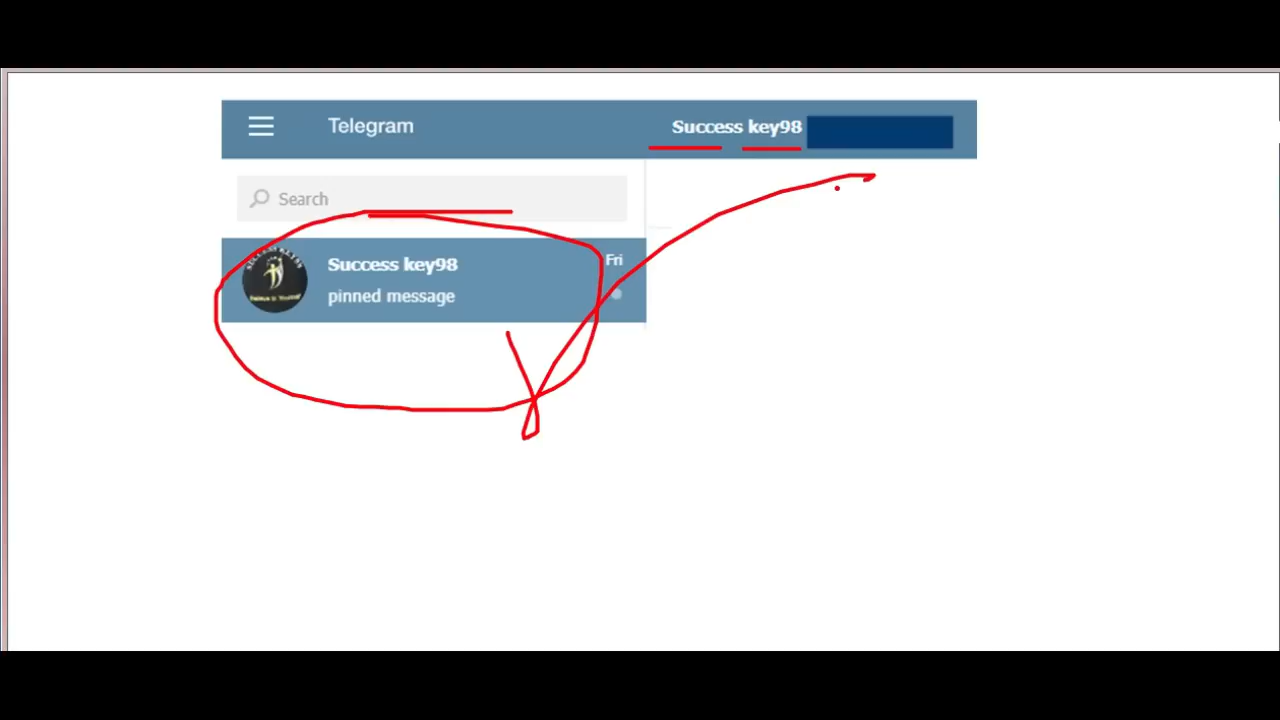 Telegram
Success key98
Search
Success key98
Fri
pinned message